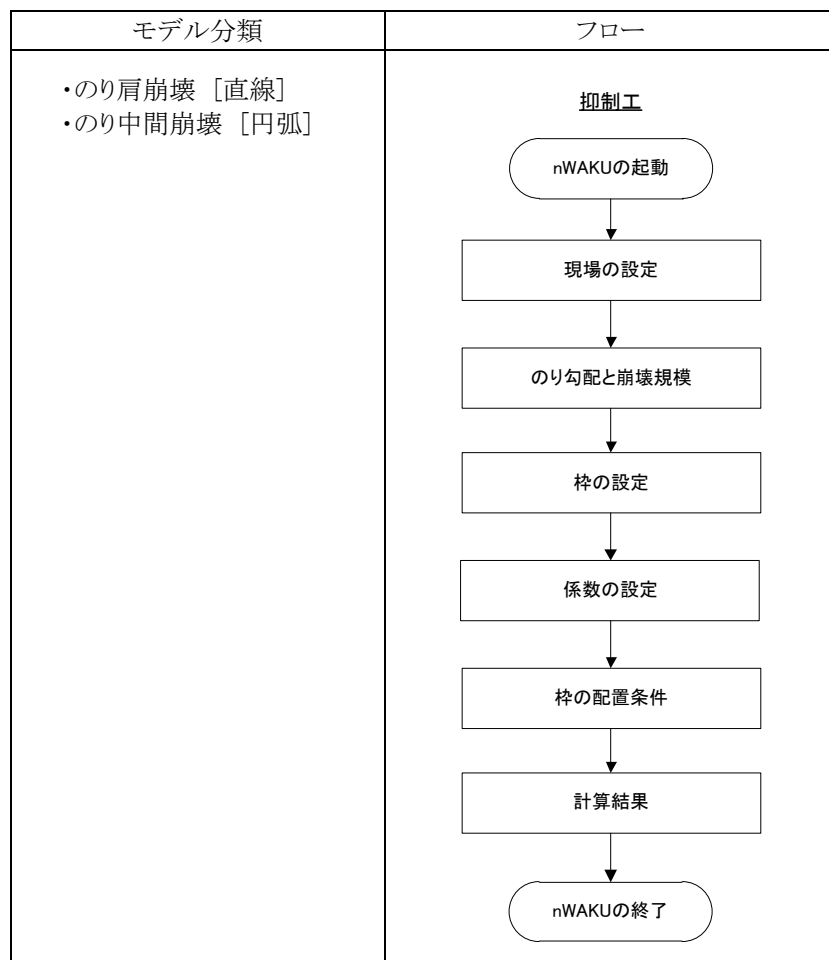 モデル分類
フロー
・のり肩崩壊 [直線]
・のり中間崩壊 [円弧]
抑制工
nWAKUの起動
現場の設定
のり勾配と崩壊規模
枠の設定
係数の設定
枠の配置条件
計算結果
nWAKUの終了